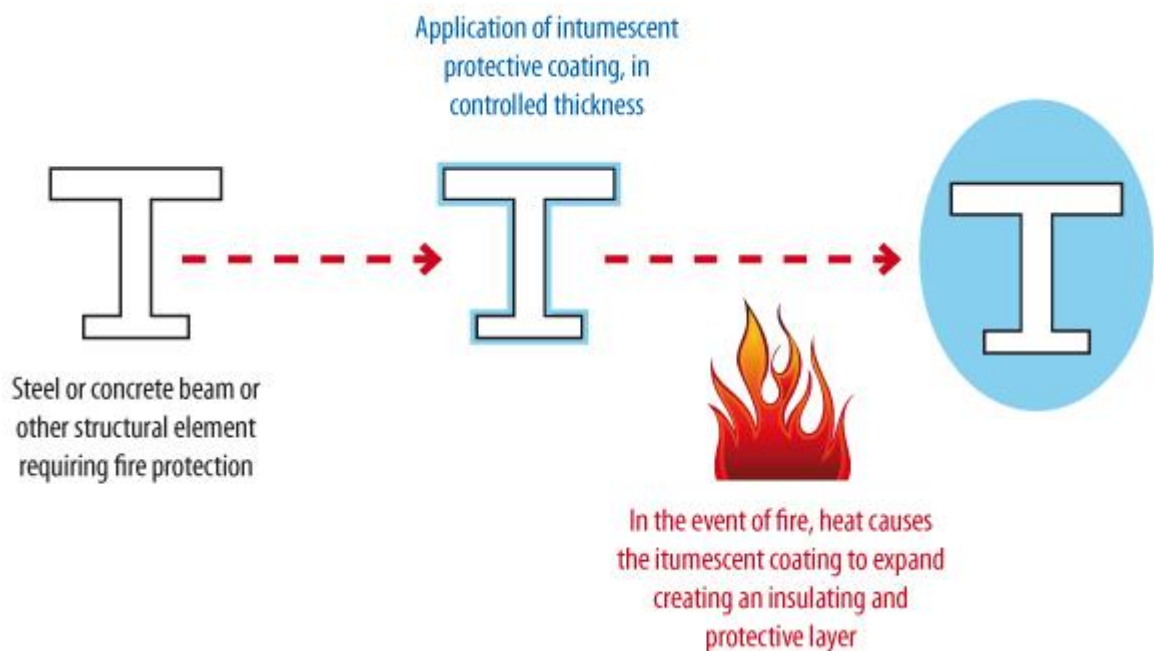 Application of intumescent
protective coating, in
controlled thickness
Steel or concrete beam or
other structural element
requiring fire protection
In the event of fire, heat causes
the itumescent coating to expand
creating an insulating and
protective layer